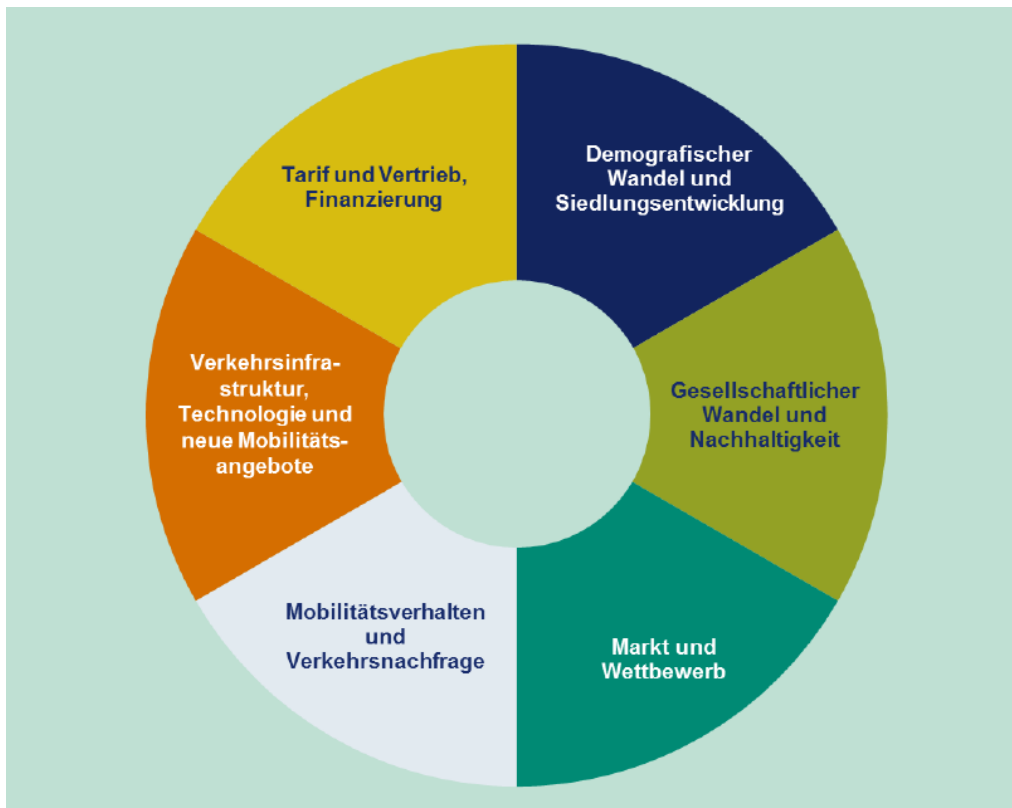 Demografischer
Wandel und
Siedlungsentwicklung
Gesellschaftlicher
Wandel und
Nachhaltigkeit
Markt und
Wettbewerb
Mobilitätsverhalten
und
Verkehrsnachfrage
Verkehrsinfra-
struktur,
Technologie und
neue Mobilitäts-
angebote
Tarif und Vertrieb,
Finanzierung